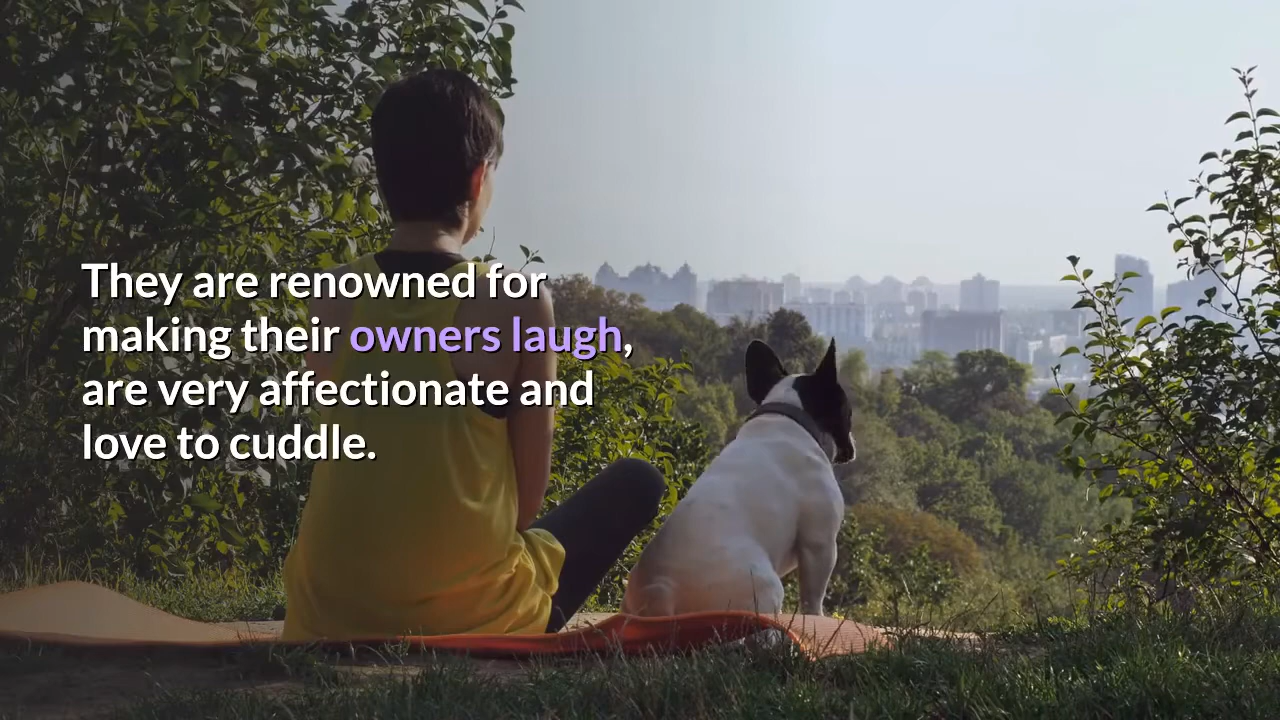 They are renowned for
making their owners laugh,
are very affectionate and
love to cuddle.